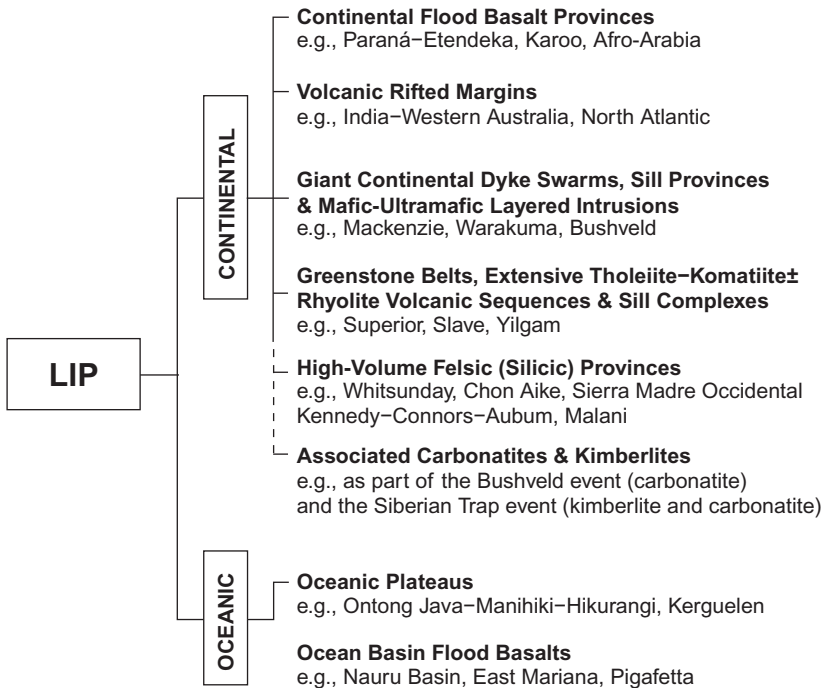 Continental Flood Basalt Provinces
e.g., Paraná−Etendeka, Karoo, Afro-Arabia
Volcanic Rifted Margins
e.g., India−Western Australia, North Atlantic
Giant Continental Dyke Swarms, Sill Provinces
& Mafic-Ultramafic Layered Intrusions
e.g., Mackenzie, Warakuma, Bushveld
Greenstone Belts, Extensive Tholeiite−Komatiite±
Rhyolite Volcanic Sequences & Sill Complexes
e.g., Superior, Slave, Yilgam
High-Volume Felsic (Silicic) Provinces
e.g., Whitsunday, Chon Aike, Sierra Madre Occidental
Kennedy−Connors−Aubum, Malani
Associated Carbonatites & Kimberlites
e.g., as part of the Bushveld event (carbonatite)
and the Siberian Trap event (kimberlite and carbonatite)
CONTINENTAL
LIP
OCEANIC
Oceanic Plateaus
e.g., Ontong Java−Manihiki−Hikurangi, Kerguelen
Ocean Basin Flood Basalts
e.g., Nauru Basin, East Mariana, Pigafetta